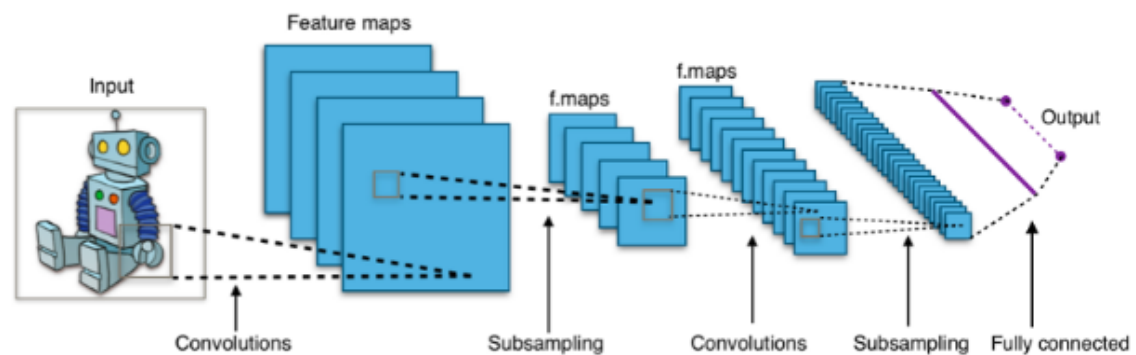 Feature maps
Input
f.maps
f.maps
Output
Convolutions
Subsampling
Convolutions
Subsampling
Fully connected